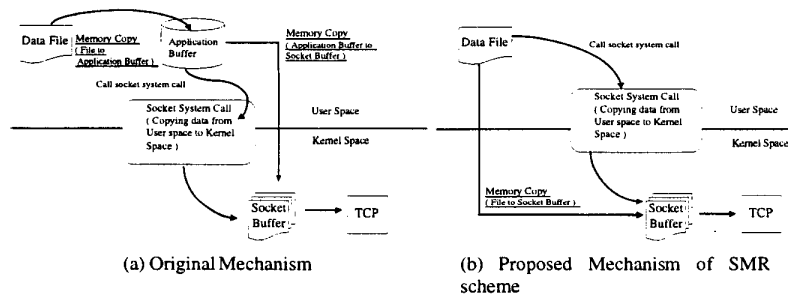 Data File
Memory Copy
( File to
Application Buffer )
Application
Buffer
Memory Copy
( Application Buffer to
Socket Buffer )
Call socket system call
Socket System Call
( Copying data from
User space to Kernel
Space )
User Space
Kernel Space
Socket
Buffer
TCP
(a) Original Mechanism
Data File
Call socket system call
Socket System Call
( Copying data from
User space to Kernel
Space )
User Space
Kernel Space
Memory Copy
( File to Socket Buffer )
Socket
Buffer
TCP
(b) Proposed Mechanism of SMR
scheme